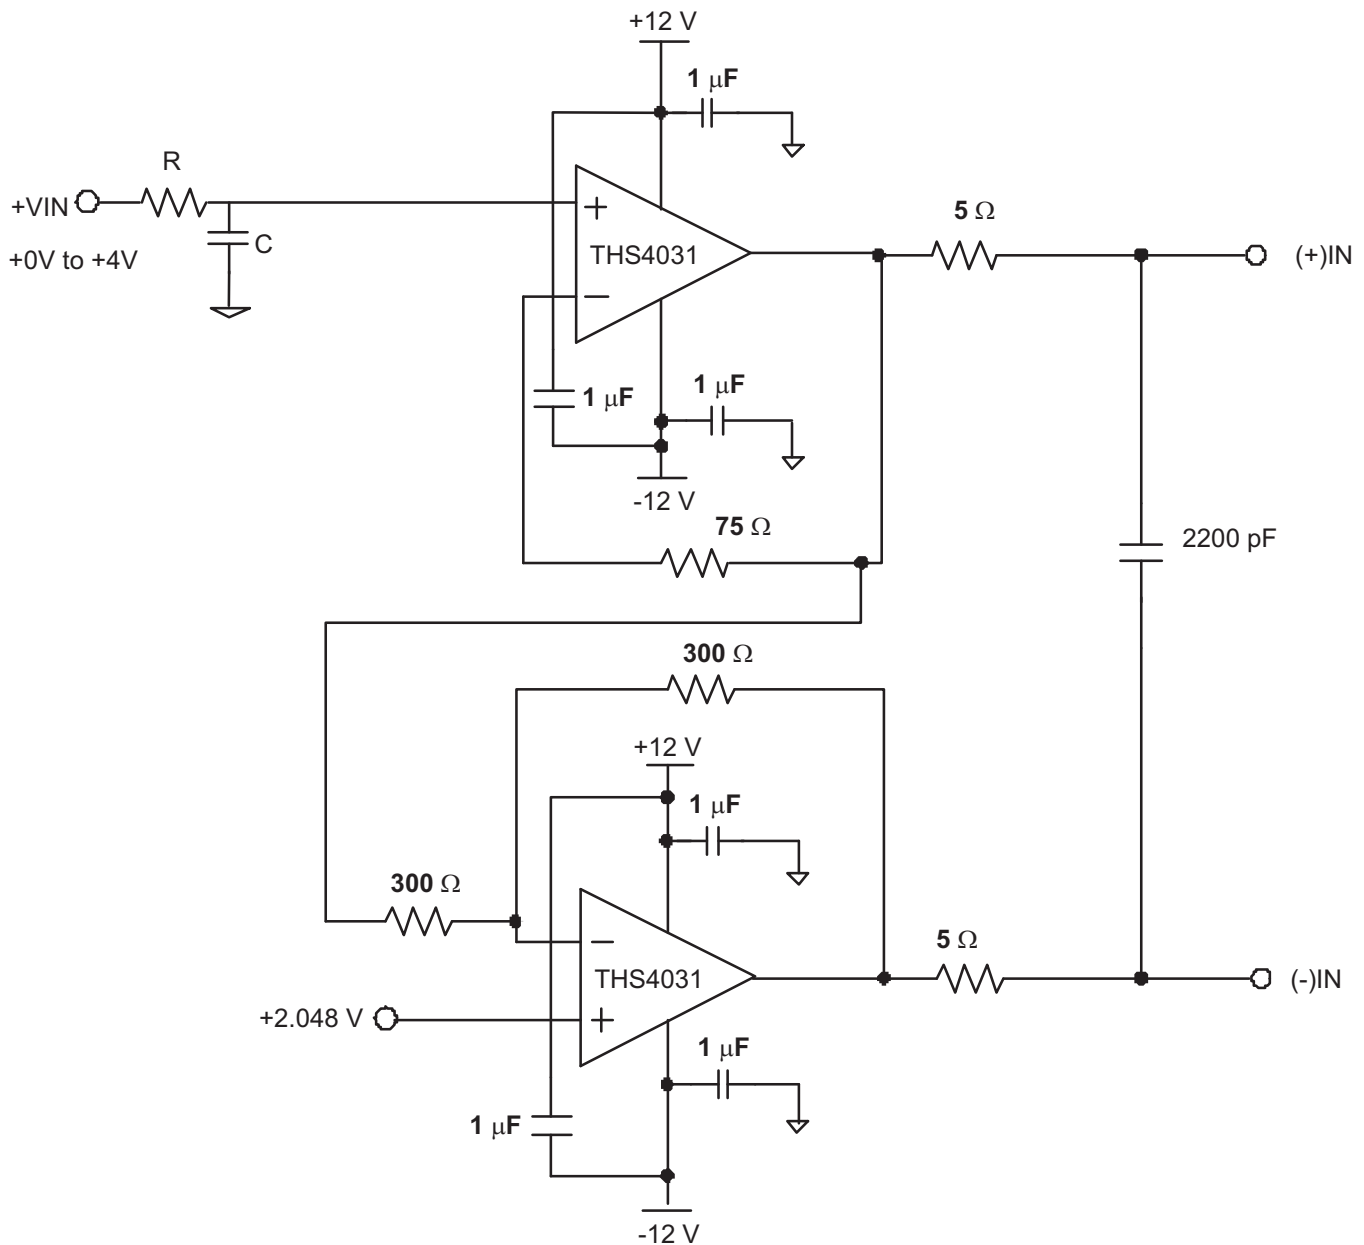 +12 V
1 μF
R
+VIN
+0V to +4V
C
+
THS4031
−
5 Ω
(+)IN
1 μF
1 μF
-12 V
75 Ω
2200 pF
300 Ω
+12 V
1 μF
300 Ω
−
THS4031
+
5 Ω
(-)IN
+2.048 V
1 μF
1 μF
-12 V